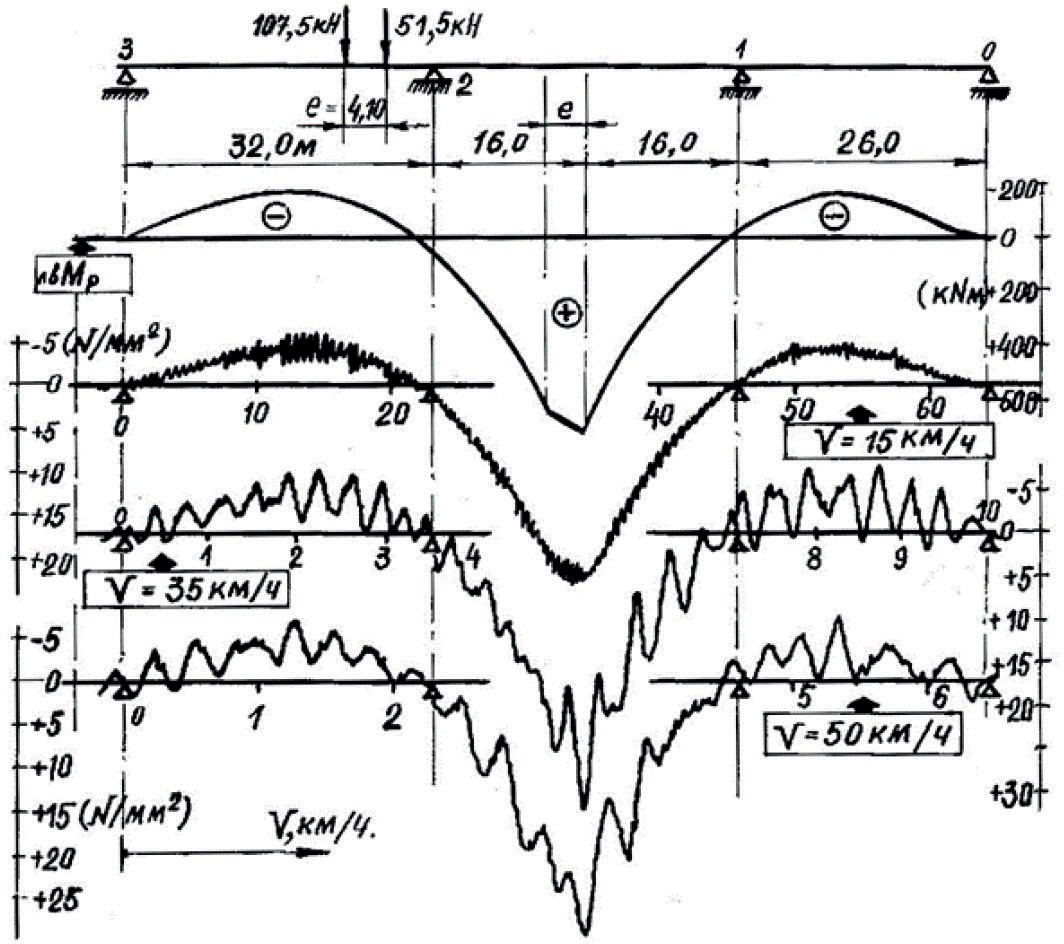 107,5кН 51,5кН
3 2 1 0
e = 4,10 e
32,0м 16,0 16,0 26,0
-200
0
лвMр
(кNм) +200
-5 (N/мм²) +400
0 600
0 10 20 40 50 60
+5 V = 15 км/ч
+10 -5
+15 0 10
0
+20 1 2 3 4 8 9
V = 35 км/ч +5
-5 +10
0 +15
0 1 2 5 6
+5 +20
V = 50 км/ч
+10
+15 (N/мм²) +30
V, км/ч.
+20
+25